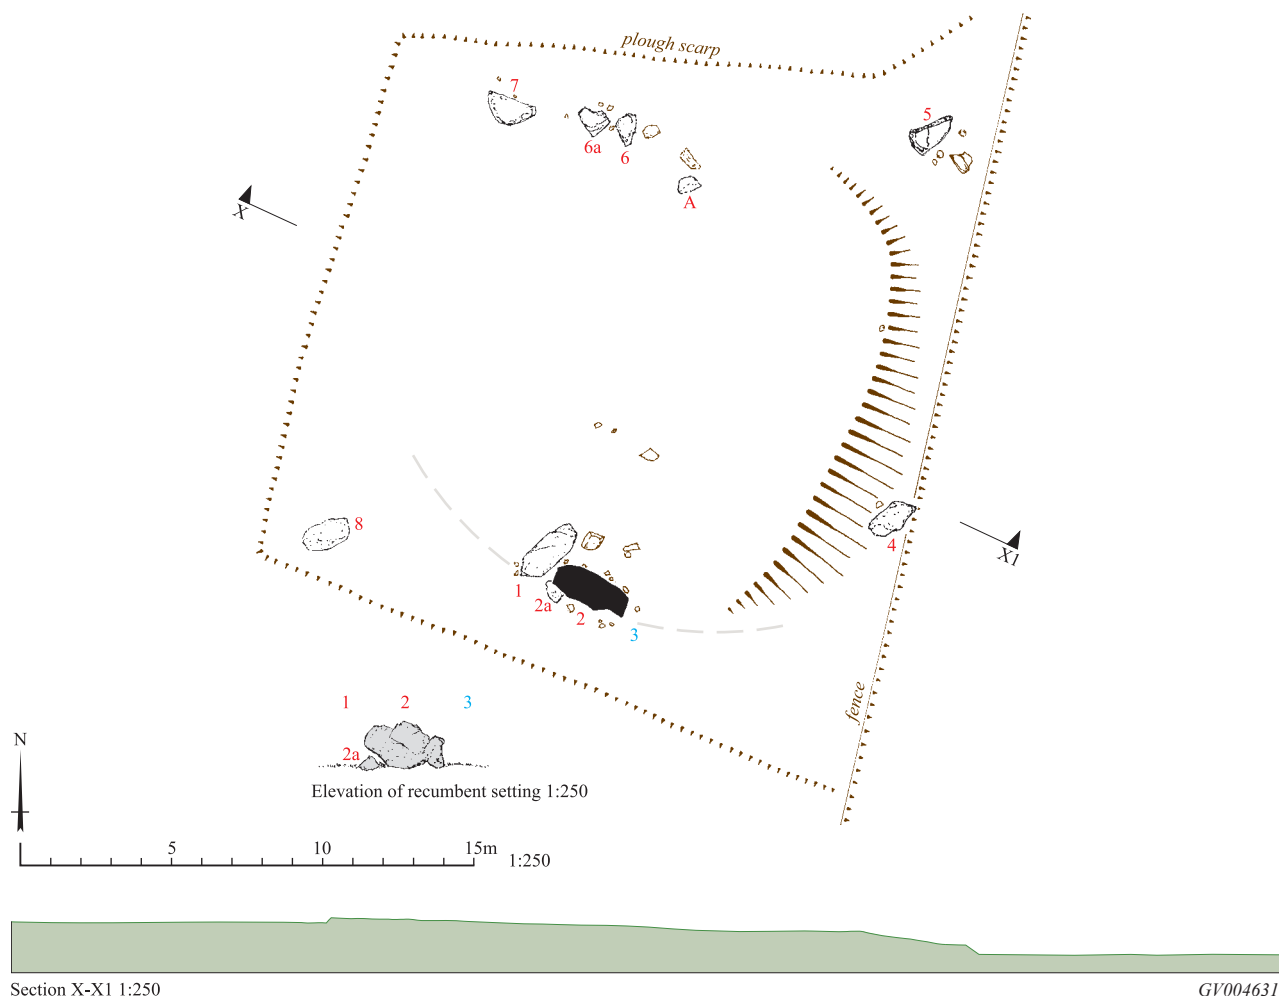 plough scarp
7
5
6a
6
A
X
8
4
X1
1
2a
2
3
fence
1
2
3
2a
N
Elevation of recumbent setting 1:250
5
10
15m
1:250
Section X-X1 1:250
GV004631